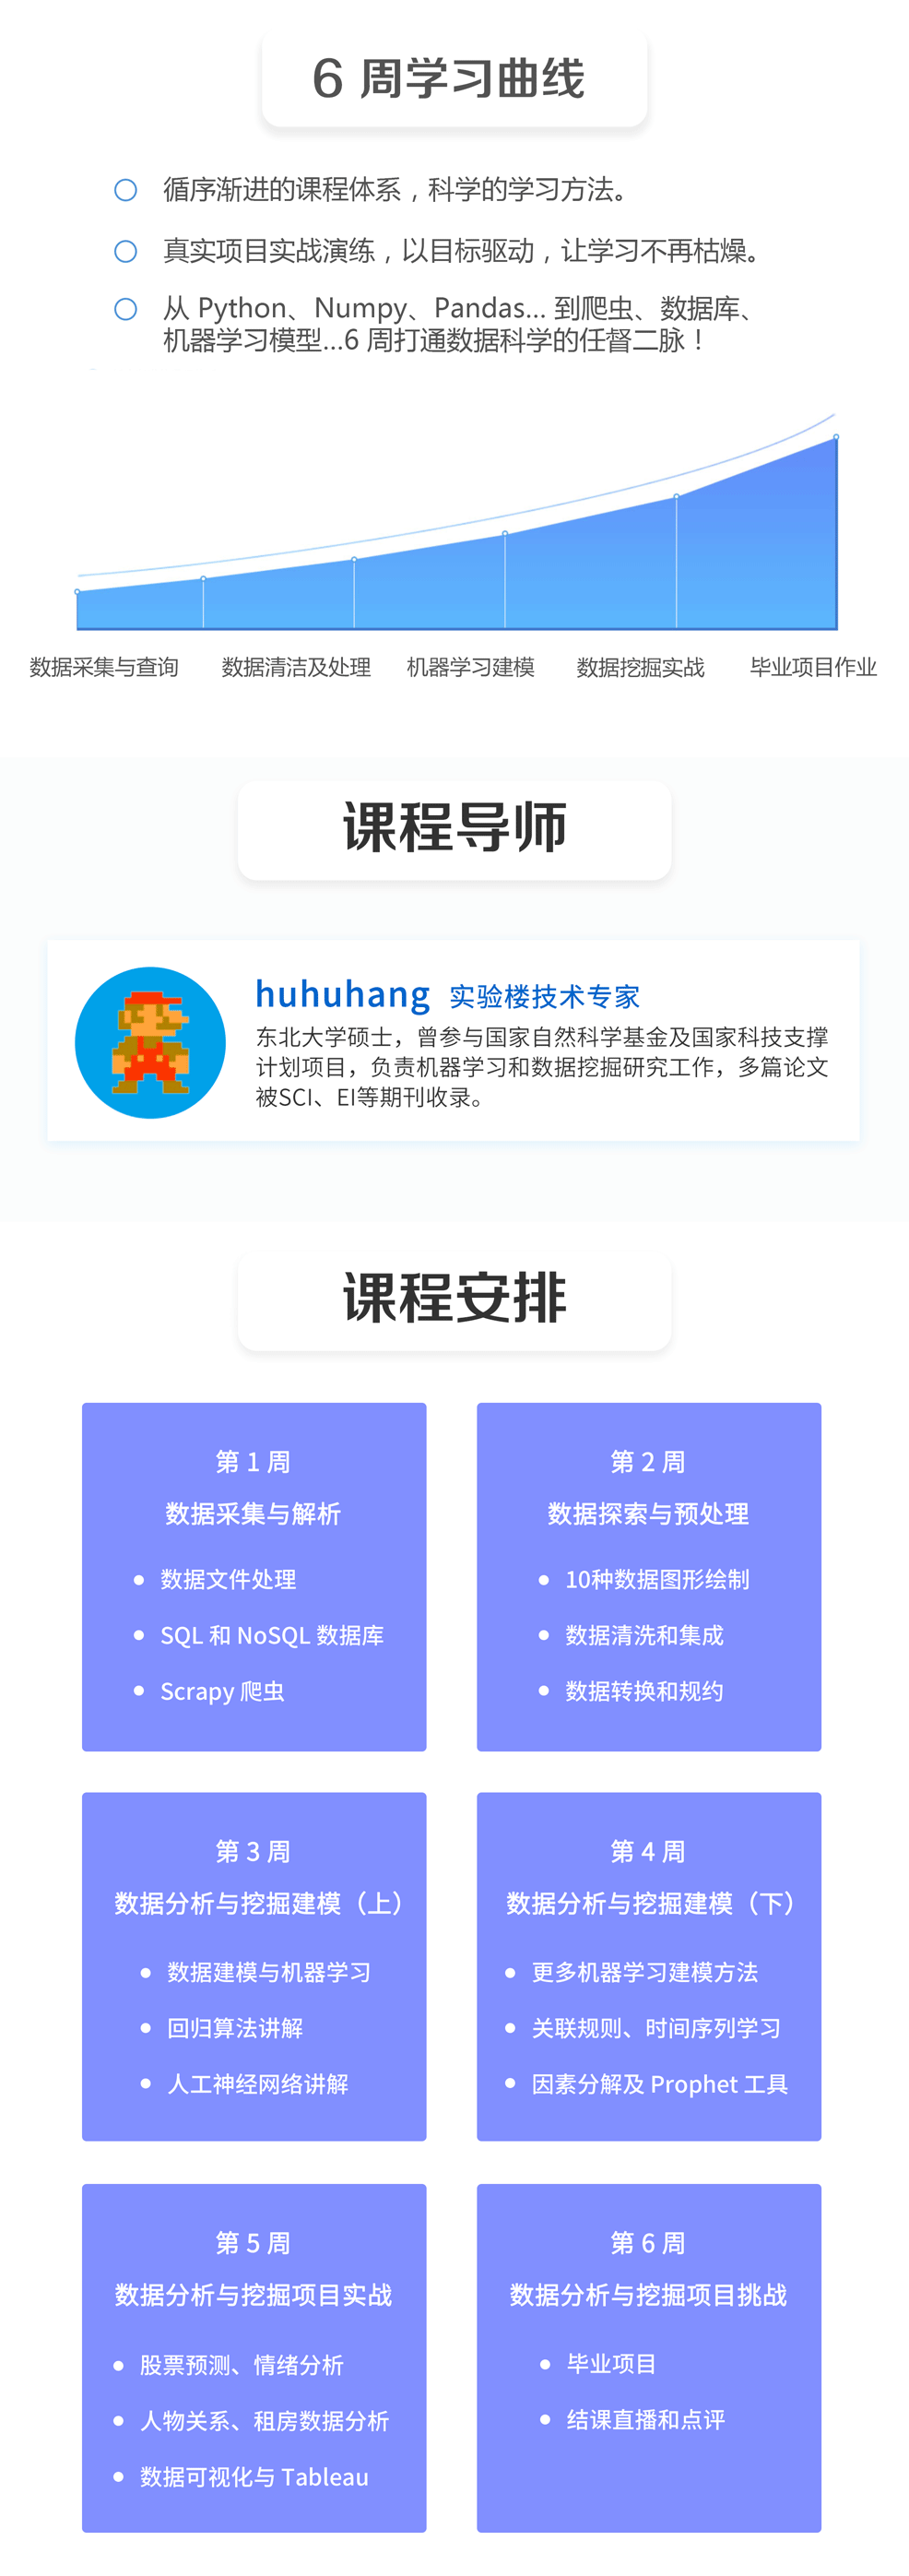 6 周学习曲线
循序渐进的课程体系，科学的学习方法。
真实项目实战演练，以目标驱动，让学习不再枯燥。
从 Python、Numpy、Pandas... 到爬虫、数据库、
机器学习模型...6 周打通数据科学的任督二脉！
数据采集与查询
数据清洁及处理
机器学习建模
数据挖掘实战
毕业项目作业
课程导师
huhuhang 实验楼技术专家
东北大学硕士，曾参与国家自然科学基金及国家科技支撑
计划项目，负责机器学习和数据挖掘研究工作，多篇论文
被SCI、EI等期刊收录。
课程安排
第 1 周
数据采集与解析
数据文件处理
SQL 和 NoSQL 数据库
Scrapy 爬虫
第 2 周
数据探索与预处理
10种数据图形绘制
数据清洗和集成
数据转换和规约
第 3 周
数据分析与挖掘建模（上）
数据建模与机器学习
回归算法讲解
人工神经网络讲解
第 4 周
数据分析与挖掘建模（下）
更多机器学习建模方法
关联规则、时间序列学习
因素分解及 Prophet 工具
第 5 周
数据分析与挖掘项目实战
股票预测、情绪分析
人物关系、租房数据分析
数据可视化与 Tableau
第 6 周
数据分析与挖掘项目挑战
毕业项目
结课直播和点评